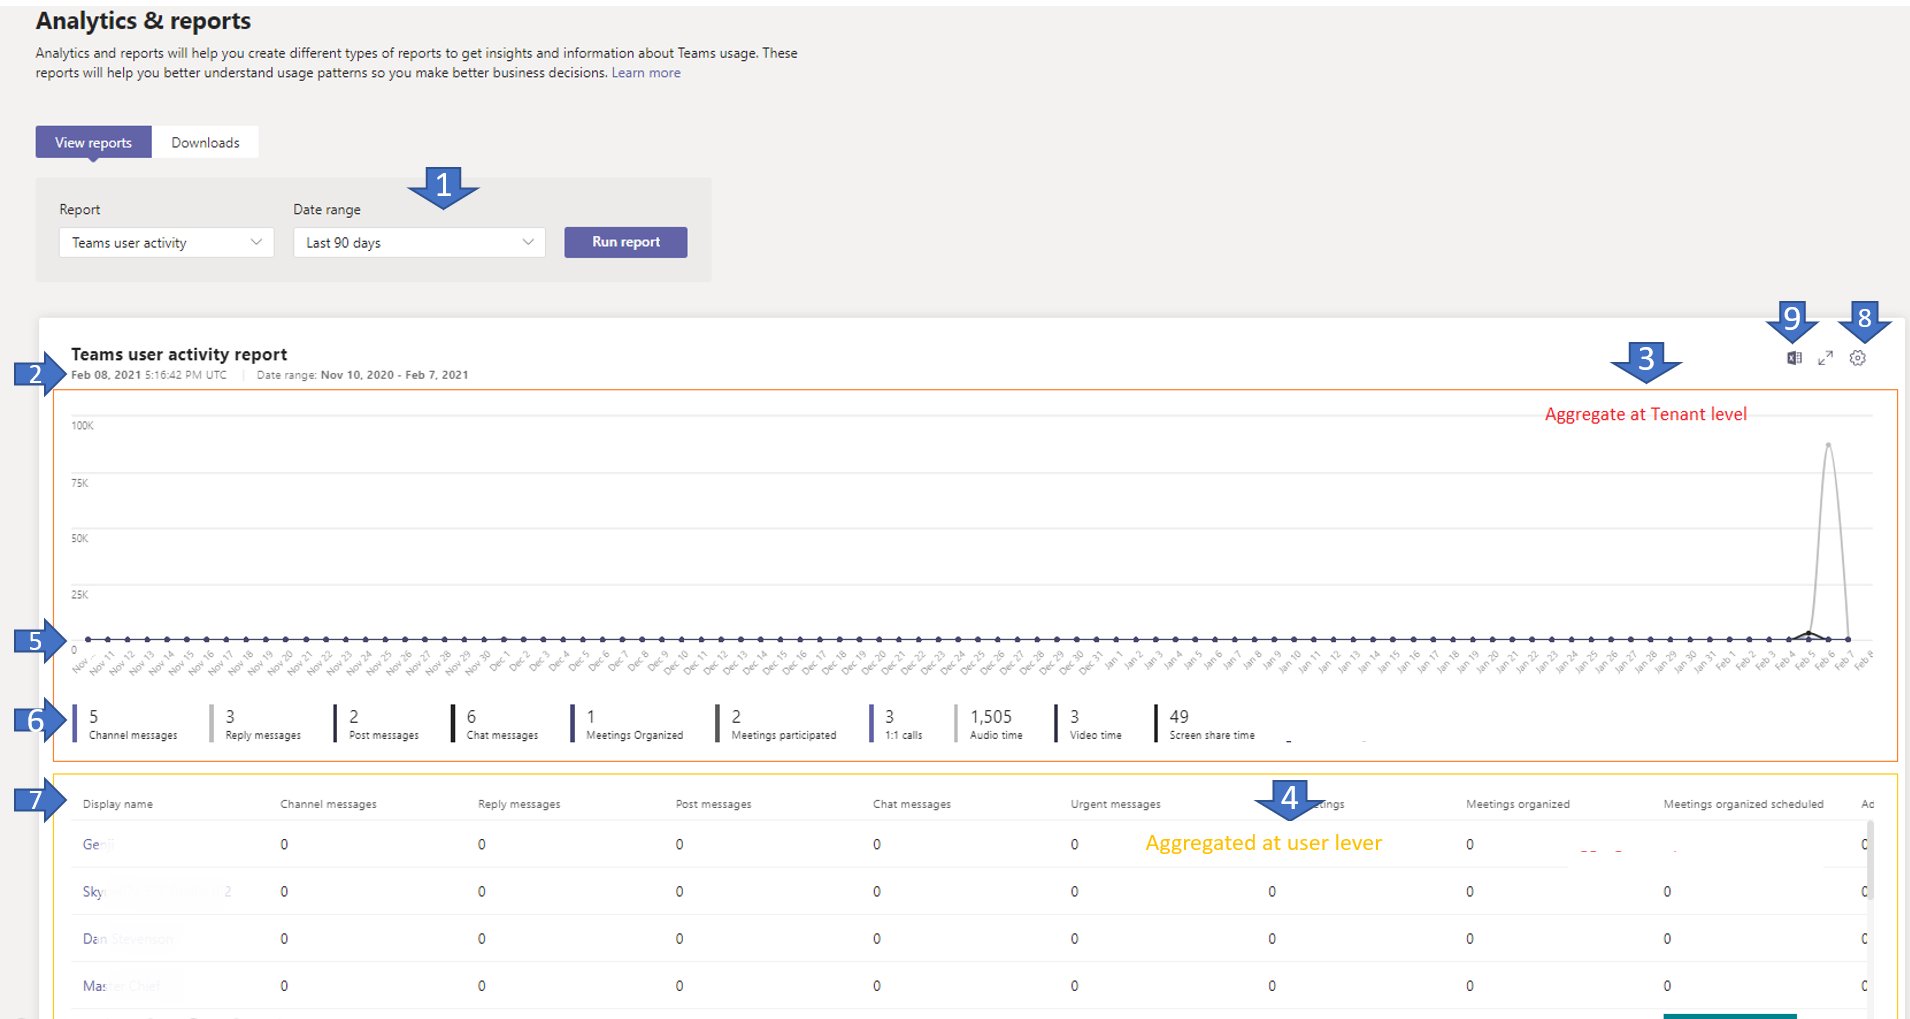 Analytics & reports
Analytics and reports will help you create different types of reports to get insights and information about Teams usage. These
reports will help you better understand usage patterns so you make better business decisions. Learn more
View reports Downloads
1
Report Date range
Teams user activity Last 90 days Run report
9 8
Teams user activity report
3
2
Feb 08, 2021 5:16:42 PM UTC | Date range: Nov 10, 2020 - Feb 7, 2021
Aggregate at Tenant level
100K
75K
50K
25K
5
0
Nov ... Nov 11 Nov 12 Nov 13 Nov 14 Nov 15 Nov 16 Nov 17 Nov 18 Nov 19 Nov 20 Nov 21 Nov 22 Nov 23 Nov 24 Nov 25 Nov 26 Nov 27 Nov 28 Nov 29 Nov 30 Dec 1 Dec 2 Dec 3 Dec 4 Dec 5 Dec 6 Dec 7 Dec 8 Dec 9 Dec 10 Dec 11 Dec 12 Dec 13 Dec 14 Dec 15 Dec 16 Dec 17 Dec 18 Dec 19 Dec 20 Dec 21 Dec 22 Dec 23 Dec 24 Dec 25 Dec 26 Dec 27 Dec 28 Dec 29 Dec 30 Dec 31 Jan 1 Jan 2 Jan 3 Jan 4 Jan 5 Jan 6 Jan 7 Jan 8 Jan 9 Jan 10 Jan 11 Jan 12 Jan 13 Jan 14 Jan 15 Jan 16 Jan 17 Jan 18 Jan 19 Jan 20 Jan 21 Jan 22 Jan 23 Jan 24 Jan 25 Jan 26 Jan 27 Jan 28 Jan 29 Jan 30 Jan 31 Feb 1 Feb 2 Feb 3 Feb 4 Feb 5 Feb 6 Feb 7 Feb 8
6
5 3 2 6 1 2 3 1,505 3 49
Channel messages Reply messages Post messages Chat messages Meetings Organized Meetings participated 1:1 calls Audio time Video time Screen share time
7 4
Display name Channel messages Reply messages Post messages Chat messages Urgent messages tings Meetings organized Meetings organized scheduled Ad
Aggregated at user lever
Genji 0 0 0 0 0 0 0
Sky 2 0 0 0 0 0 0 0 0 0
Dan Stevenson 0 0 0 0 0 0 0 0 0
Master Chief 0 0 0 0 0 0 0 0 0